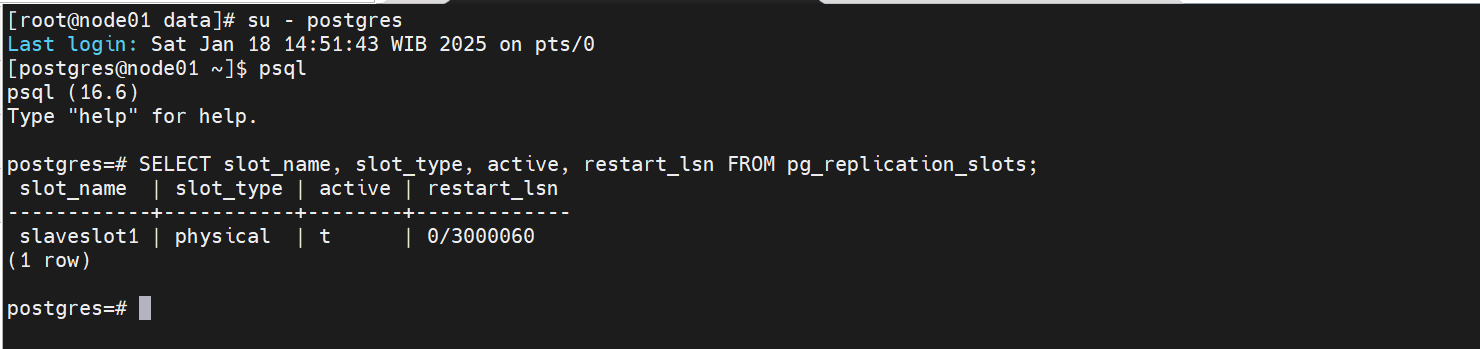 [root@node01 data]# su - postgres
Last login: Sat Jan 18 14:51:43 WIB 2025 on pts/0
[postgres@node01 ~]$ psql
psql (16.6)
Type "help" for help.

postgres=# SELECT slot_name, slot_type, active, restart_lsn FROM pg_replication_slots;
 slot_name  | slot_type | active | restart_lsn
------------+-----------+--------+-------------
 slaveslot1 | physical  | t      | 0/3000060
(1 row)

postgres=#